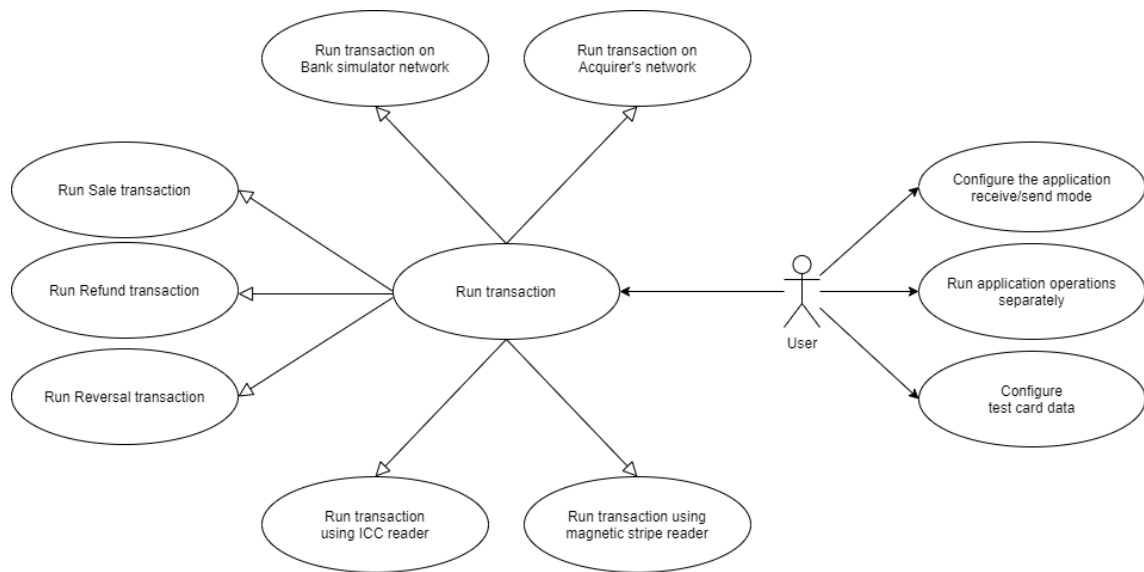 Run transaction on
Bank simulator network
Run transaction on
Acquirer's network
Run Sale transaction
Configure the application
receive/send mode
Run Refund transaction
Run transaction
Run application operations
separately
User
Run Reversal transaction
Configure
test card data
Run transaction
using ICC reader
Run transaction using
magnetic stripe reader